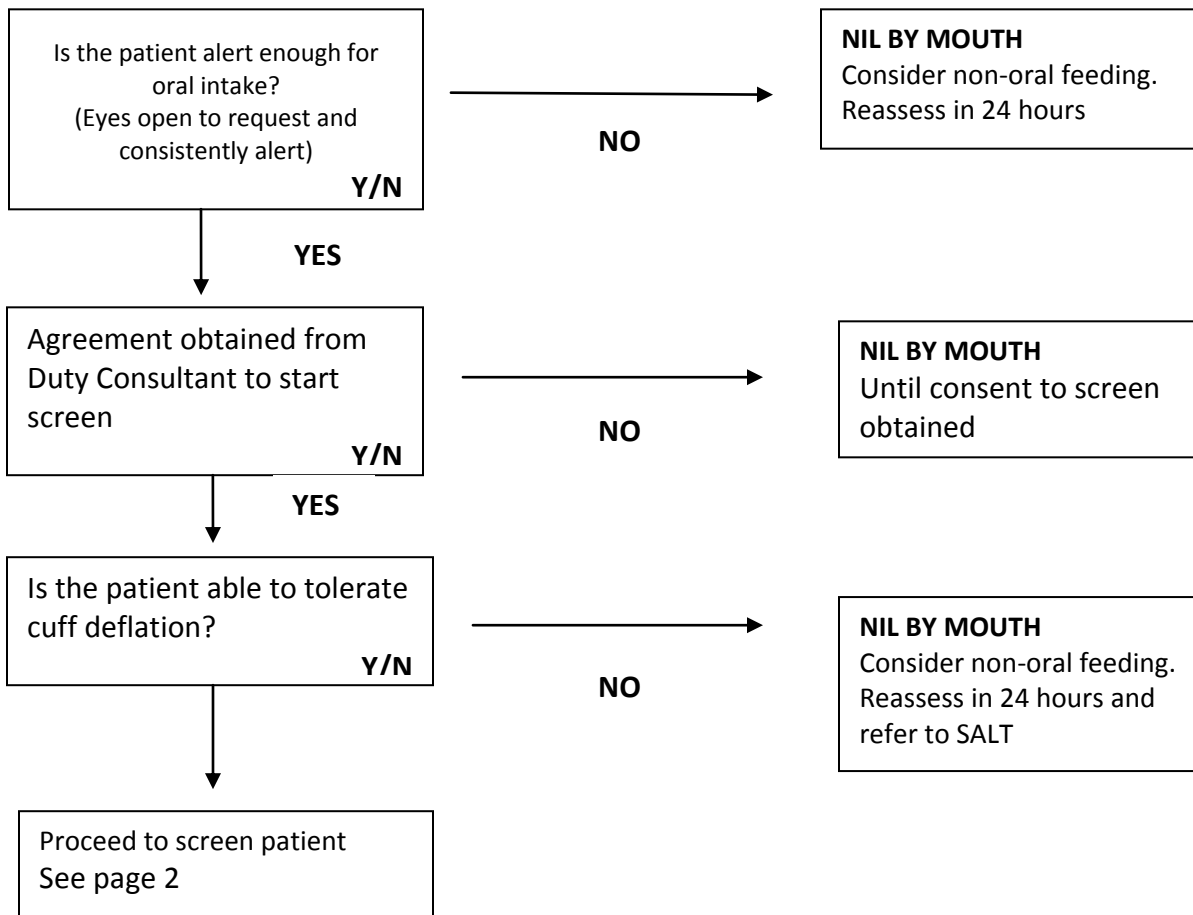 Is the patient alert enough for
oral intake?
(Eyes open to request and
consistently alert)
Y/N
NO
NIL BY MOUTH
Consider non-oral feeding.
Reassess in 24 hours
YES
Agreement obtained from
Duty Consultant to start
screen
Y/N
NO
NIL BY MOUTH
Until consent to screen
obtained
YES
Is the patient able to tolerate
cuff deflation?
Y/N
NO
NIL BY MOUTH
Consider non-oral feeding.
Reassess in 24 hours and
refer to SALT
Proceed to screen patient
See page 2